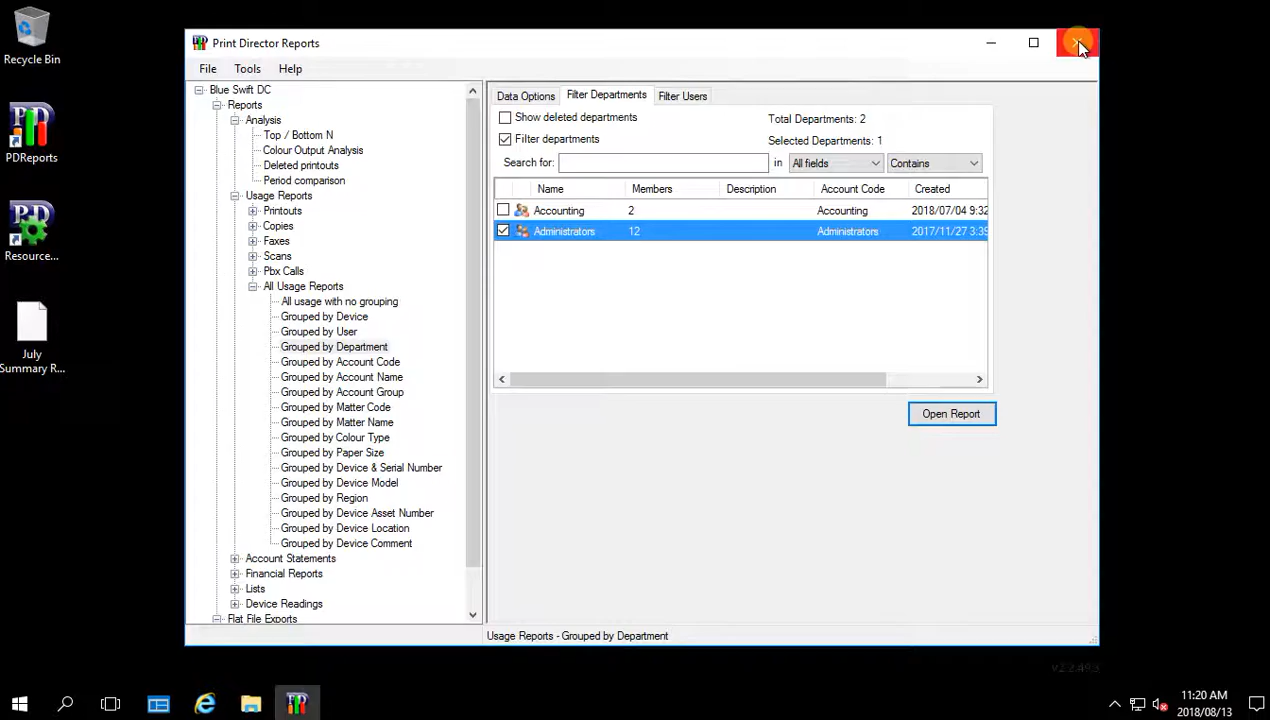 Recycle Bin
PDReports
Resource...
July
Summary R...
Print Director Reports
File Tools Help
Blue Swift DC
Reports
Analysis
Top / Bottom N
Colour Output Analysis
Deleted printouts
Period comparison
Usage Reports
Printouts
Copies
Faxes
Scans
Pbx Calls
All Usage Reports
All usage with no grouping
Grouped by Device
Grouped by User
Grouped by Department
Grouped by Account Code
Grouped by Account Name
Grouped by Account Group
Grouped by Matter Code
Grouped by Matter Name
Grouped by Colour Type
Grouped by Paper Size
Grouped by Device & Serial Number
Grouped by Device Model
Grouped by Region
Grouped by Device Asset Number
Grouped by Device Location
Grouped by Device Comment
Account Statements
Financial Reports
Lists
Device Readings
Flat File Exports
Data Options Filter Departments Filter Users
Show deleted departments Total Departments: 2
Filter departments Selected Departments: 1
Search for: in All fields Contains
Name Members Description Account Code Created
Accounting 2 Accounting 2018/07/04 9:32
Administrators 12 Administrators 2017/11/27 3:39
Open Report
Usage Reports - Grouped by Department
11:20 AM
2018/08/13